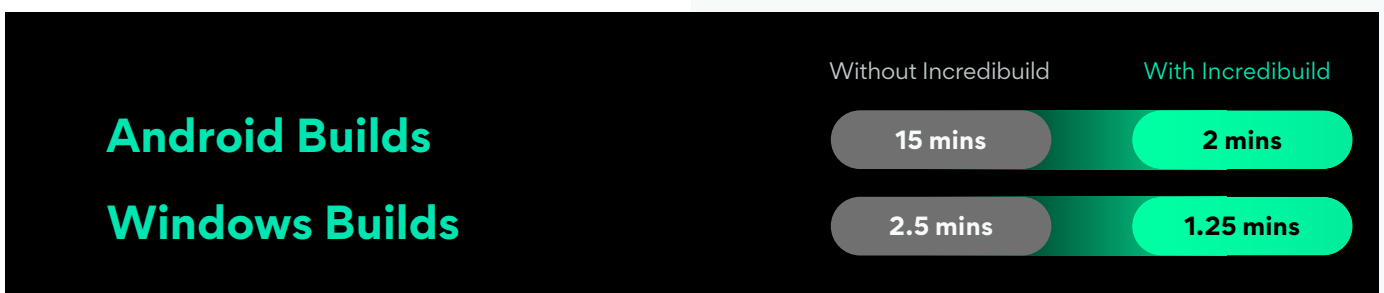 Without Incredibuild With Incredibuild
Android Builds 15 mins 2 mins
Windows Builds 2.5 mins 1.25 mins